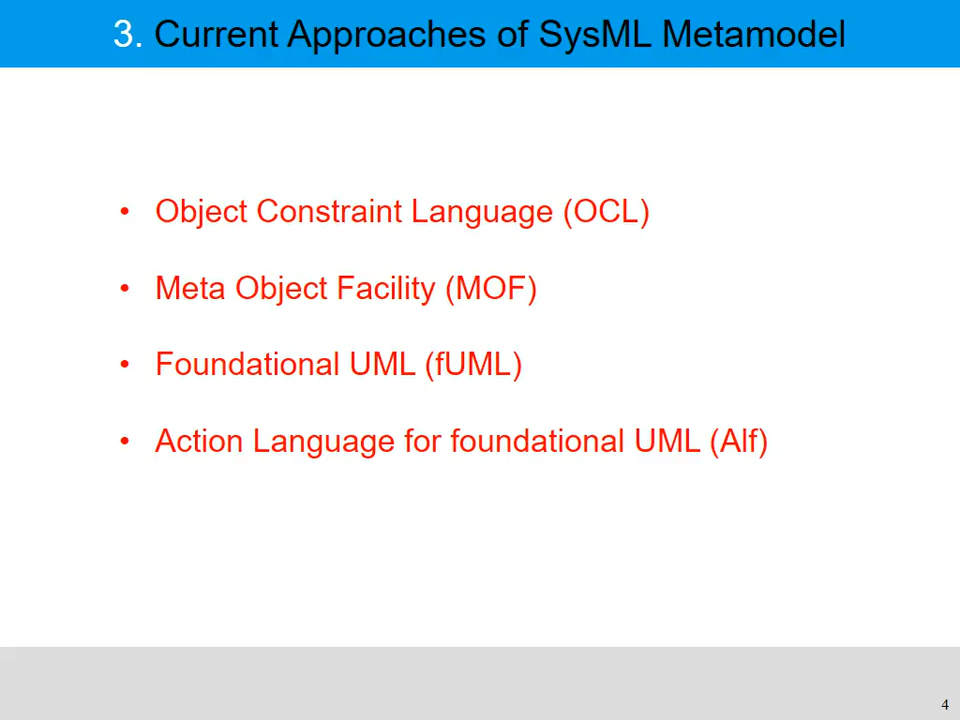 3. Current Approaches of SysML Metamodel
• Object Constraint Language (OCL)
• Meta Object Facility (MOF)
• Foundational UML (fUML)
• Action Language for foundational UML (Alf)
4